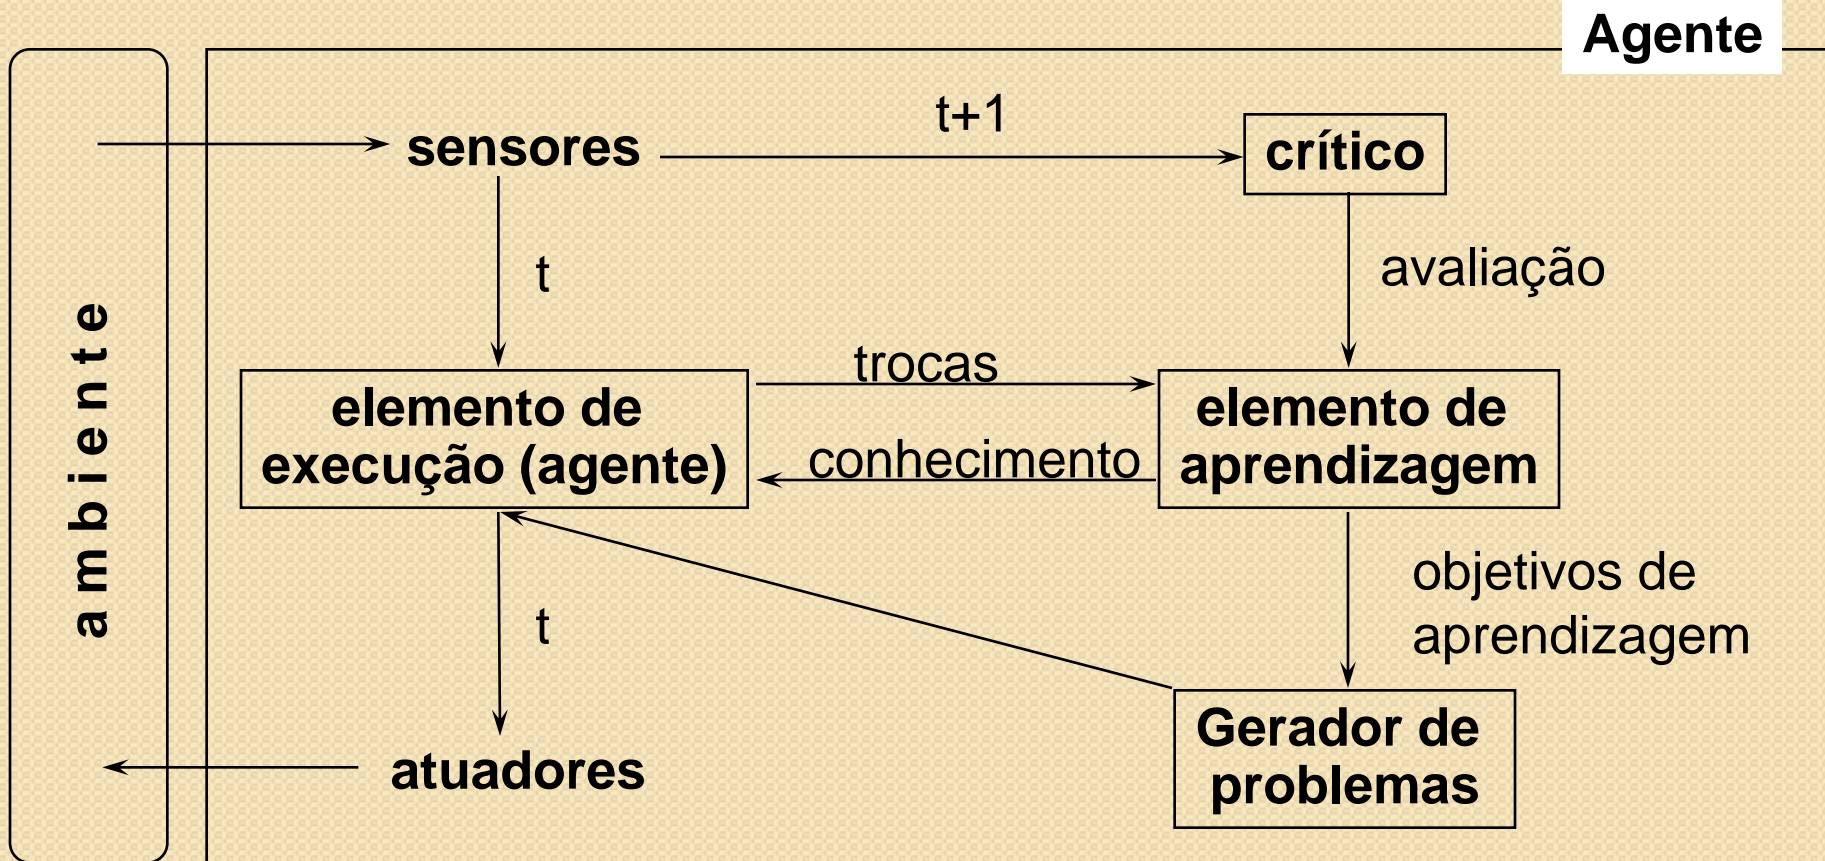 Agente
t+1
sensores
crítico
t
avaliação
ambiente
trocas
elemento de
execução (agente)
elemento de
aprendizagem
conhecimento
objetivos de
aprendizagem
t
Gerador de
problemas
atuadores